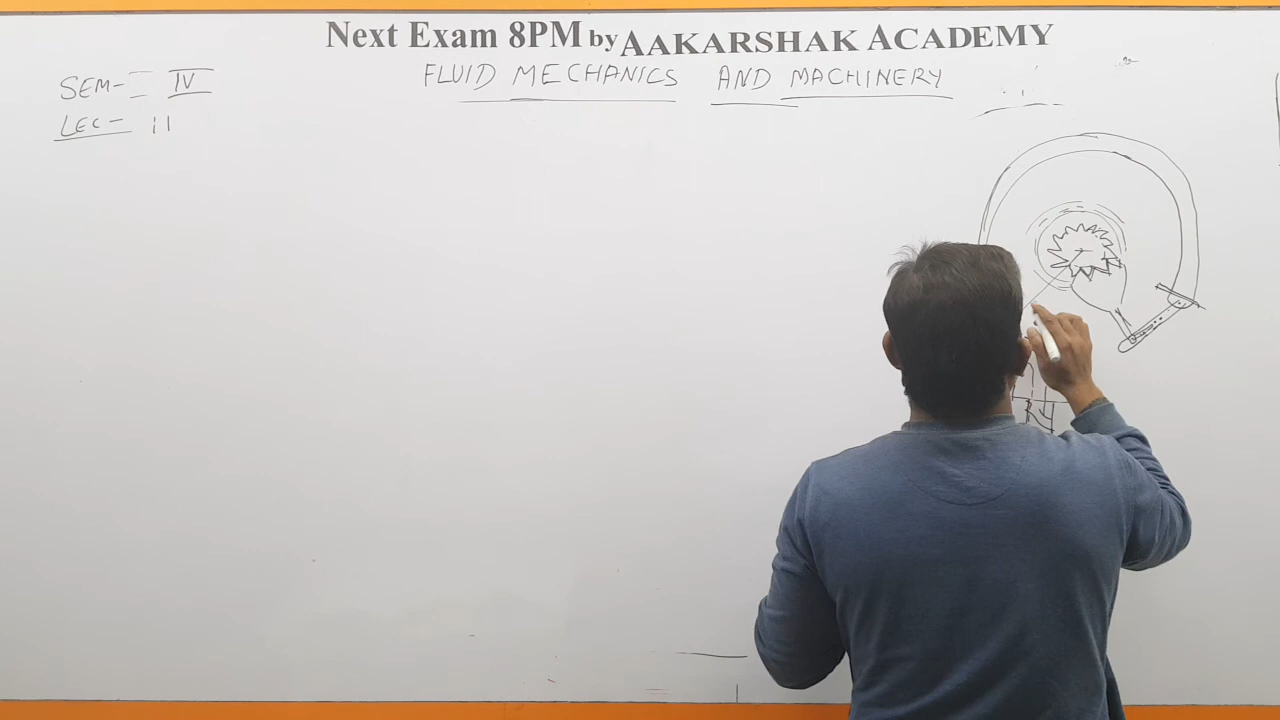 Next Exam 8PM by AAKARSHAK ACADEMY
FLUID MECHANICS AND MACHINERY
SEM- IV
LEC- 11